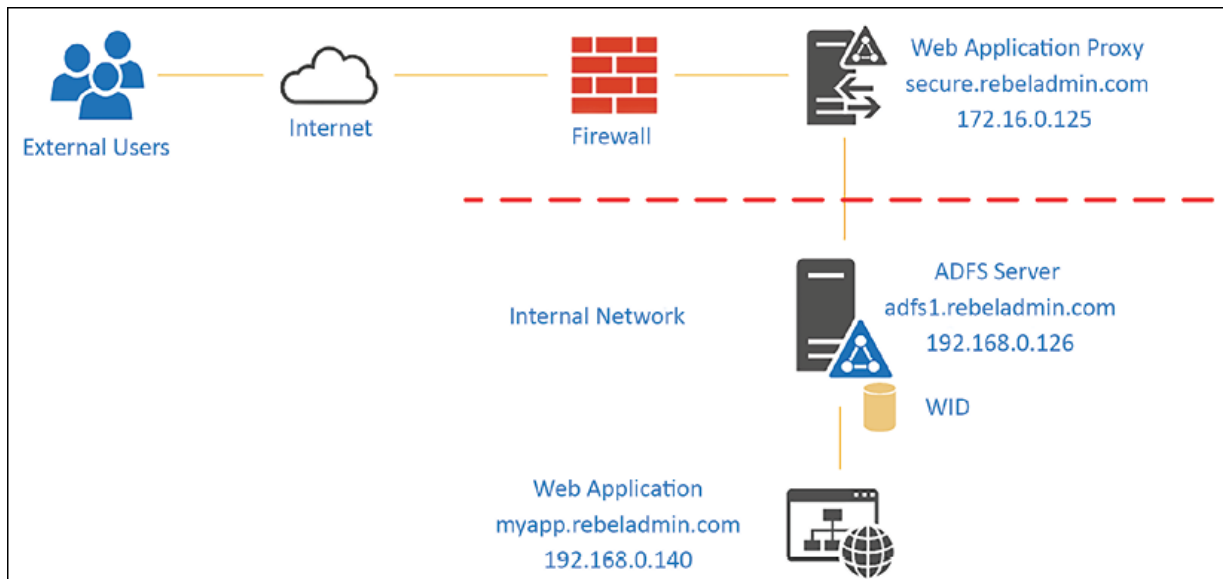 External Users
Internet
Firewall
Web Application Proxy
secure.rebeladmin.com
172.16.0.125
Internal Network
ADFS Server
adfs1.rebeladmin.com
192.168.0.126
WID
Web Application
myapp.rebeladmin.com
192.168.0.140